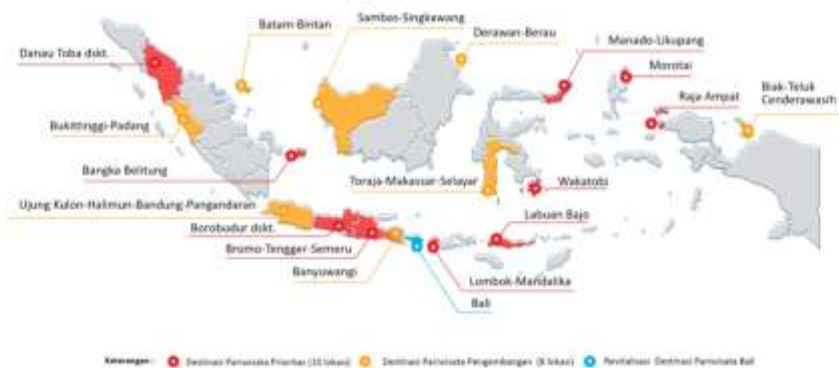 Batam-Bintan
Sambas-Singkawang
Derawan-Berau
Danau Toba dskt.
Manado-Likupang
Morotai
Biak-Teluk
Cenderawasih
Raja Ampat
Bukittinggi-Padang
Bangka Belitung
Toraja-Makassar-Selayar
Wakatobi
Ujung Kulon-Halimun-Bandung-Pangandaran
Labuan Bajo
Borobudur dskt.
Bromo-Tengger-Semeru
Banyuwangi
Lombok-Mandalika
Bali
Keterangan : Destinasi Pariwisata Prioritas (10 lokasi) Destinasi Pariwisata Pengembangan (8 lokasi) Revitalisasi Destinasi Pariwisata Bali